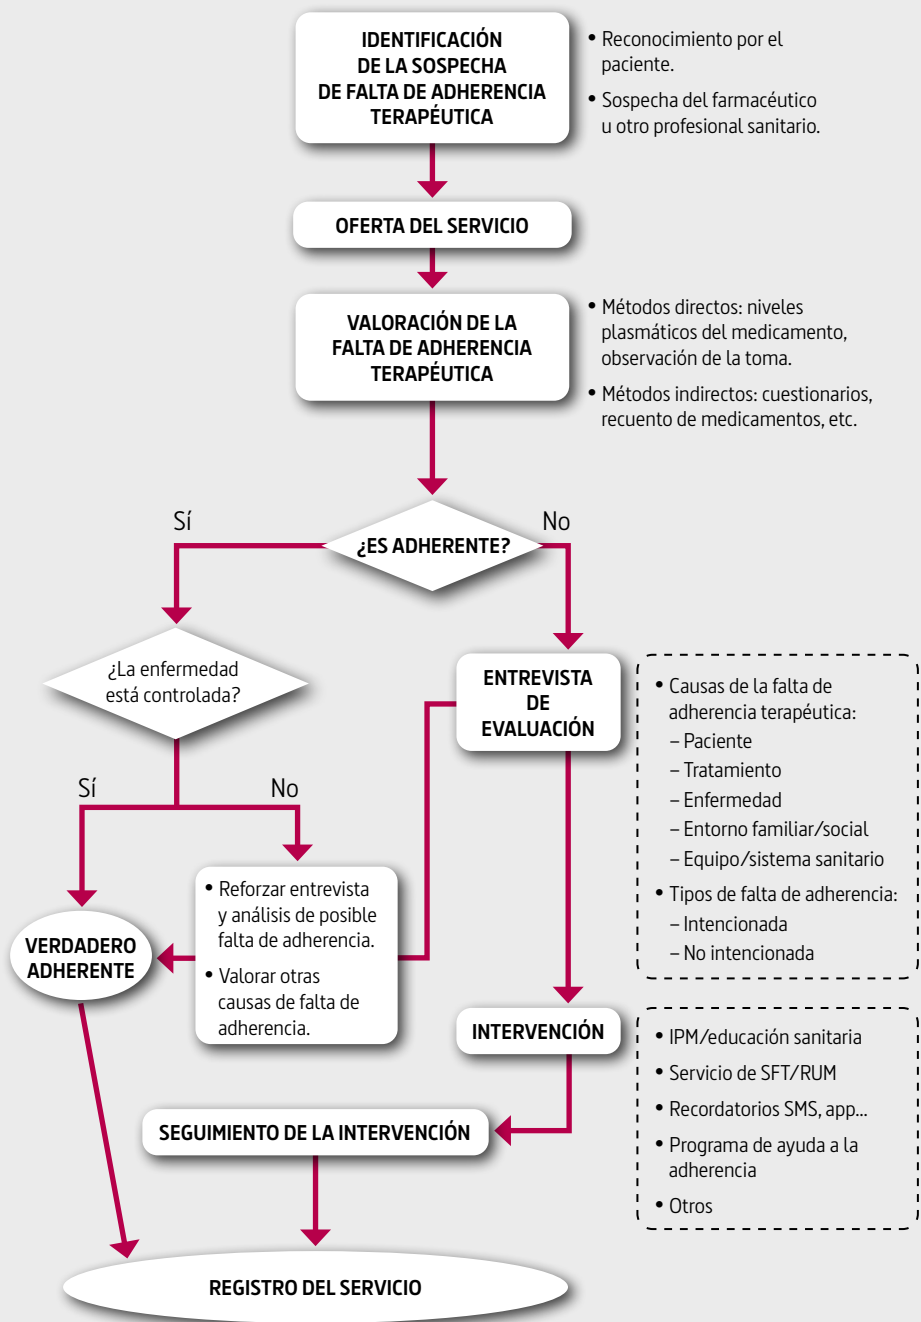 IDENTIFICACIÓN
DE LA SOSPECHA
DE FALTA DE ADHERENCIA
TERAPÉUTICA
• Reconocimiento por el
paciente.
• Sospecha del farmacéutico
u otro profesional sanitario.
OFERTA DEL SERVICIO
VALORACIÓN DE LA
FALTA DE ADHERENCIA
TERAPÉUTICA
• Métodos directos: niveles
plasmáticos del medicamento,
observación de la toma.
• Métodos indirectos: cuestionarios,
recuento de medicamentos, etc.
¿ES ADHERENTE?
Sí
No
¿La enfermedad
está controlada?
Sí
No
ENTREVISTA
DE
EVALUACIÓN
• Causas de la falta de
adherencia terapéutica:
– Paciente
– Tratamiento
– Enfermedad
– Entorno familiar/social
– Equipo/sistema sanitario
• Tipos de falta de adherencia:
– Intencionada
– No intencionada
• Reforzar entrevista
y análisis de posible
falta de adherencia.
• Valorar otras
causas de falta de
adherencia.
VERDADERO
ADHERENTE
INTERVENCIÓN
• IPM/educación sanitaria
• Servicio de SFT/RUM
• Recordatorios SMS, app...
• Programa de ayuda a la
adherencia
• Otros
SEGUIMIENTO DE LA INTERVENCIÓN
REGISTRO DEL SERVICIO